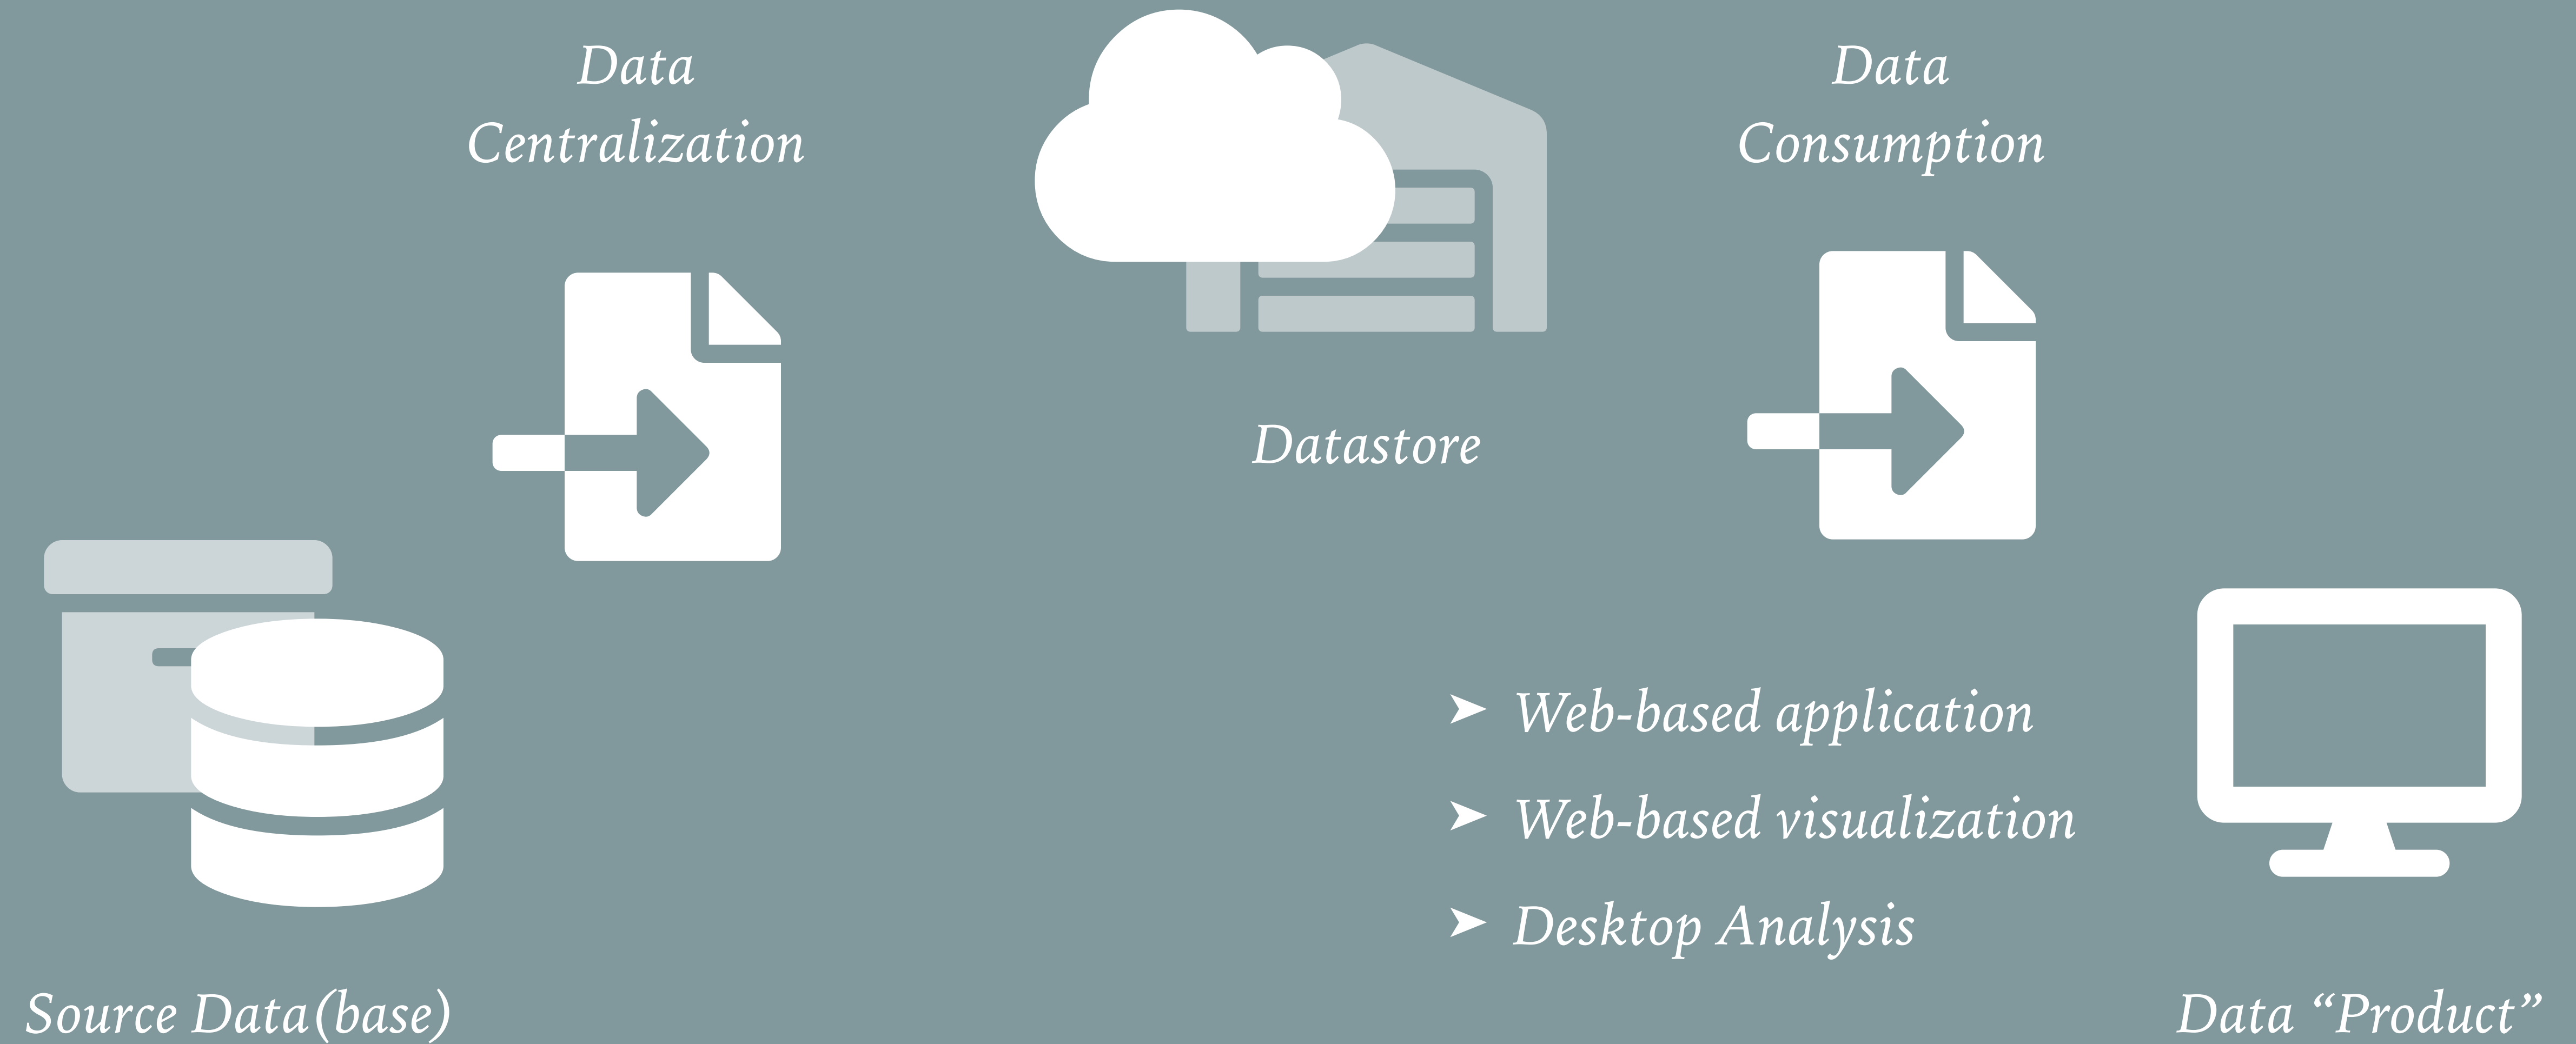 Data
Centralization
Data
Consumption
Datastore
➤ Web-based application
➤ Web-based visualization
➤ Desktop Analysis
Source Data(base)
Data “Product”